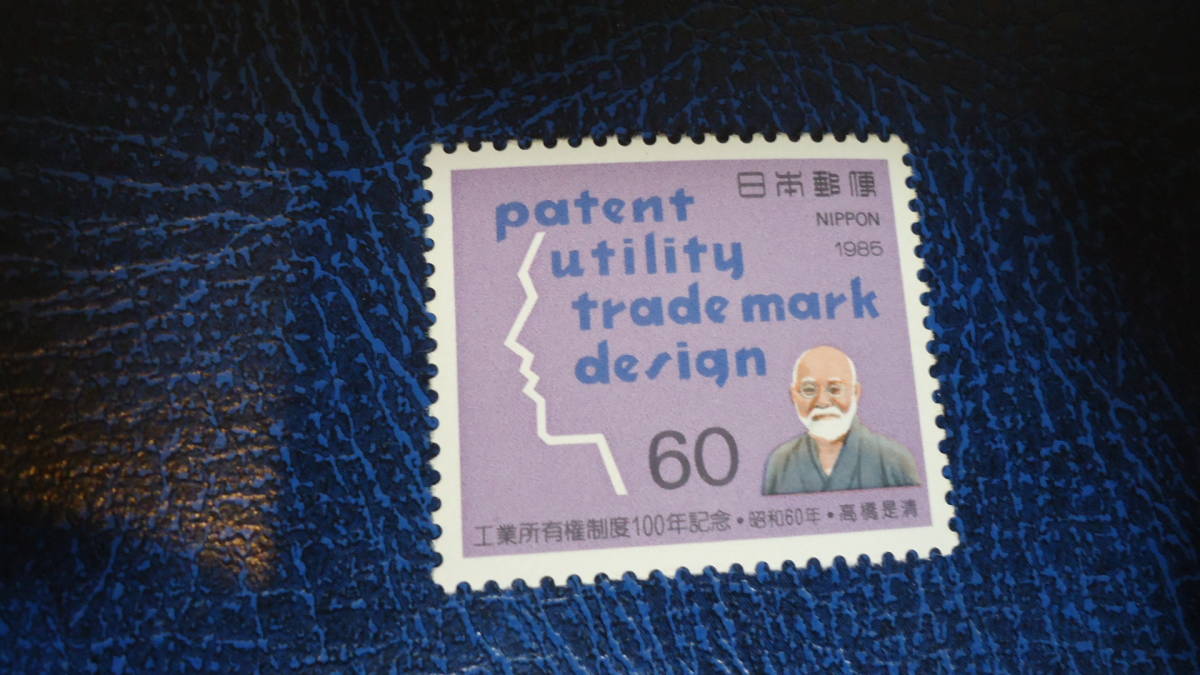 日本郵便
NIPPON
1985
patent
utility
trade mark
design
60
工業所有権制度100年記念・昭和60年・高橋是清